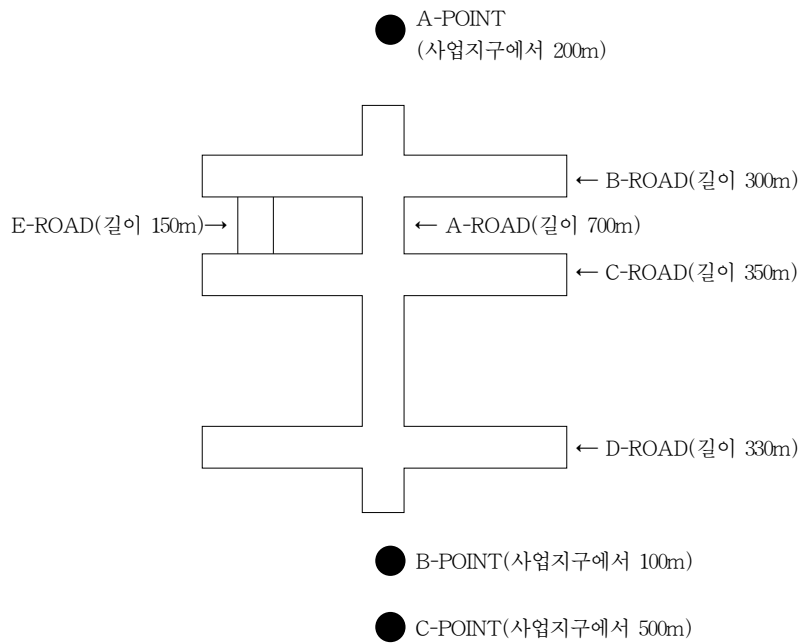 A-POINT
(사업지구에서 200m)
← B-ROAD(길이 300m)
E-ROAD(길이 150m)→
← A-ROAD(길이 700m)
← C-ROAD(길이 350m)
← D-ROAD(길이 330m)
B-POINT(사업지구에서 100m)
C-POINT(사업지구에서 500m)